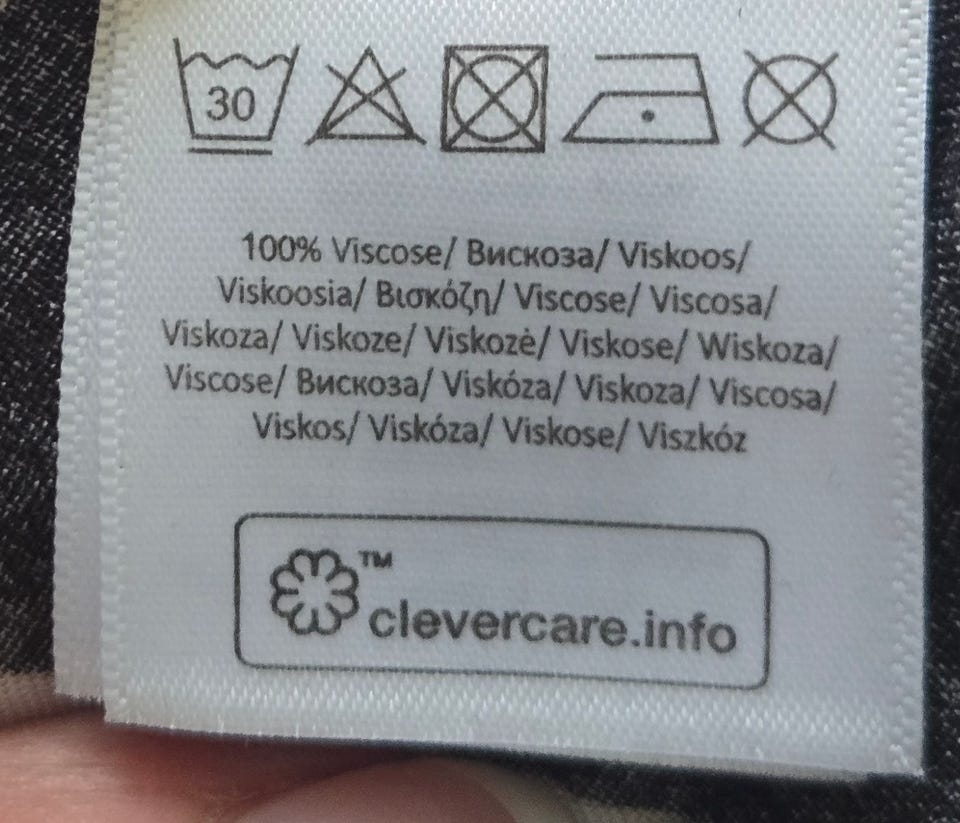 30
100% Viscose/ Вискоза/ Viskoos/
Viskoosia/ Βισκόζη/ Viscose/ Viscosa/
Viskoza/ Viskoze/ Viskozė/ Viskose/ Wiskoza/
Viscose/ Вискоза/ Viskóza/ Viskoza/ Viscosa/
Viskos/ Viskóza/ Viskose/ Viszkóz
™
clevercare.info